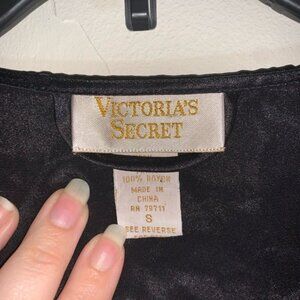 VICTORIA'S
SECRET
100% RAYON
MADE IN
CHINA
RN 79711
S
SEE REVERSE